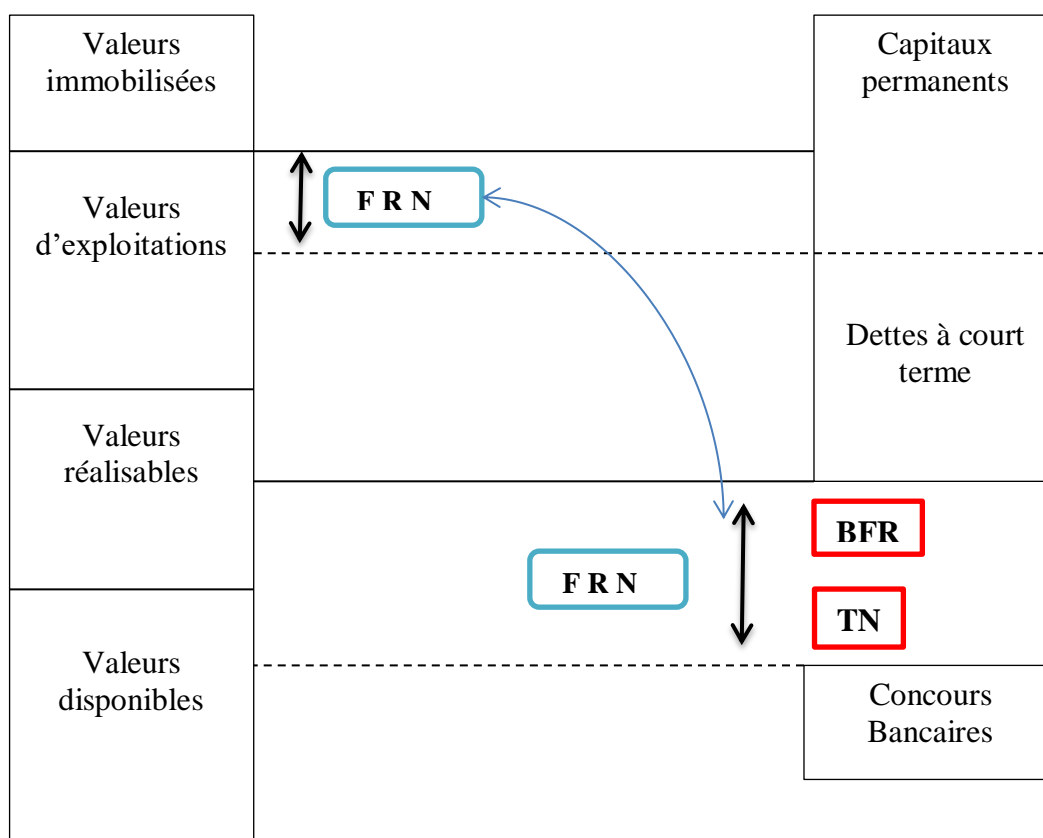 Valeurs
immobilisées
Capitaux
permanents
F R N
Valeurs
d’exploitations
Dettes à court
terme
Valeurs
réalisables
BFR
F R N
TN
Valeurs
disponibles
Concours
Bancaires